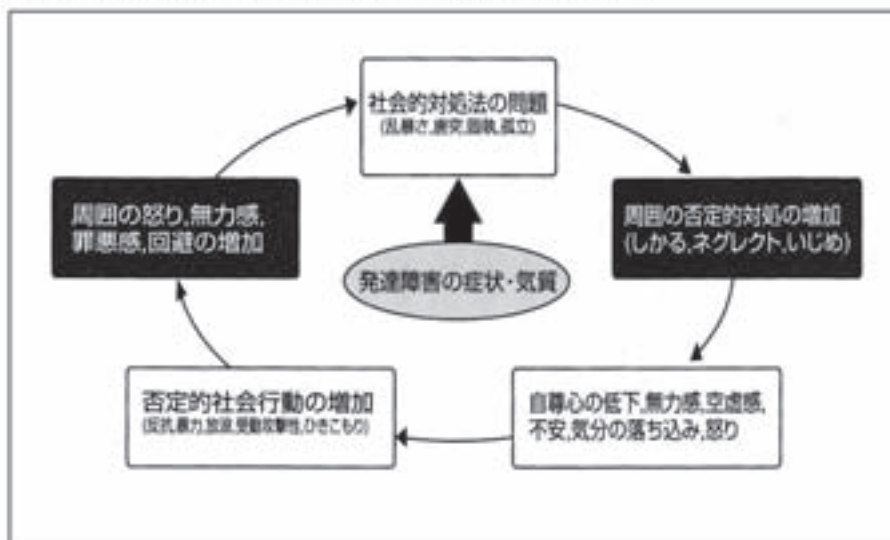 社会的対処法の問題
(乱暴さ,唐突,固執,孤立)
周囲の怒り,無力感,
罪悪感,回避の増加
周囲の否定的対処の増加
(しかる,ネグレクト,いじめ)
発達障害の症状・気質
否定的社会行動の増加
(反抗,暴力,放浪,受動攻撃性,ひきこもり)
自尊心の低下,無力感,空虚感,
不安,気分の落ち込み,怒り